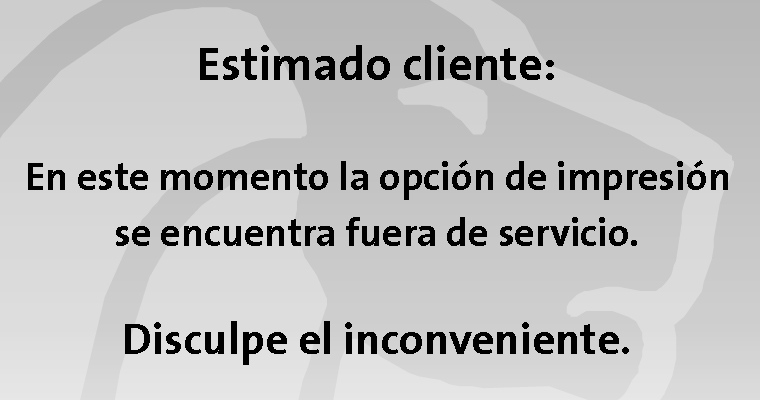 Estimado cliente:
En este momento la opción de impresión
se encuentra fuera de servicio.
Disculpe el inconveniente.